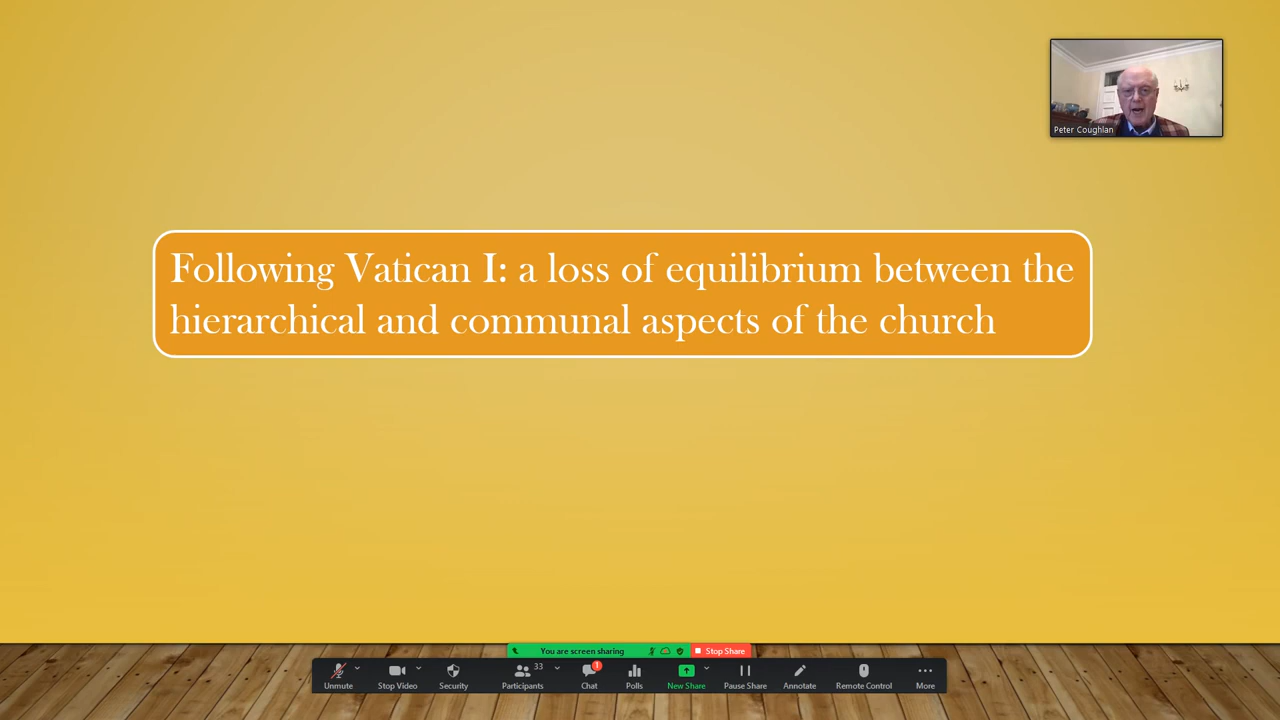 Peter Coughlan
Following Vatican I: a loss of equilibrium between the
hierarchical and communal aspects of the church
You are screen sharing
Stop Share
Unmute
Stop Video
Security
33
Participants
1
Chat
Polls
New Share
Pause Share
Annotate
Remote Control
More